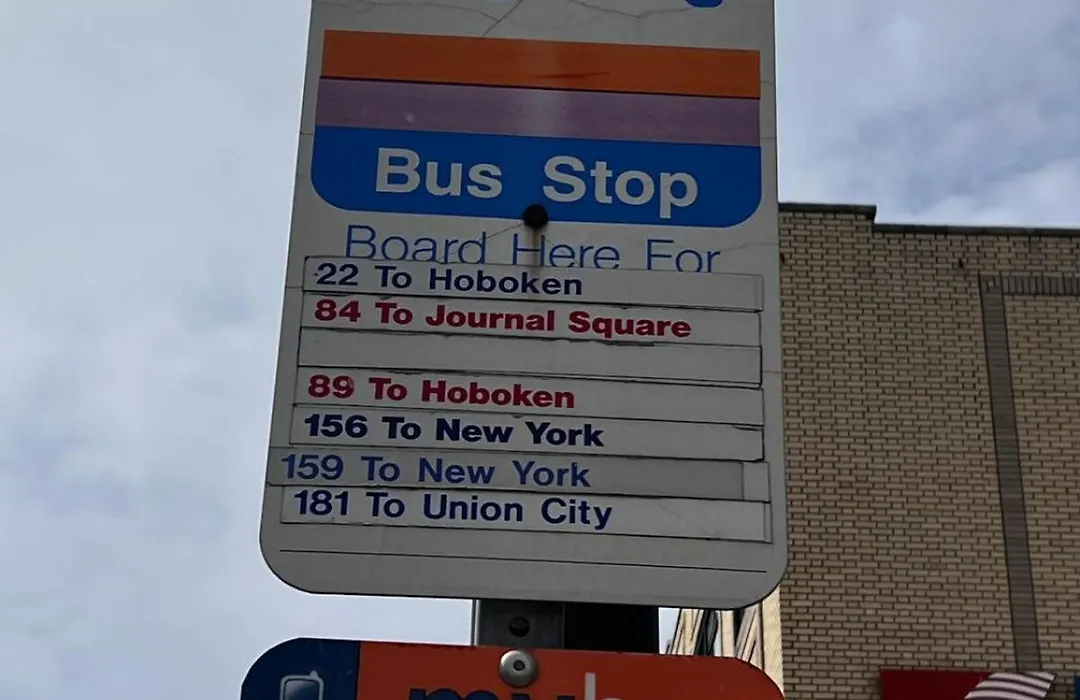 Bus Stop
Board Here For
22 To Hoboken
84 To Journal Square
89 To Hoboken
156 To New York
159 To New York
181 To Union City